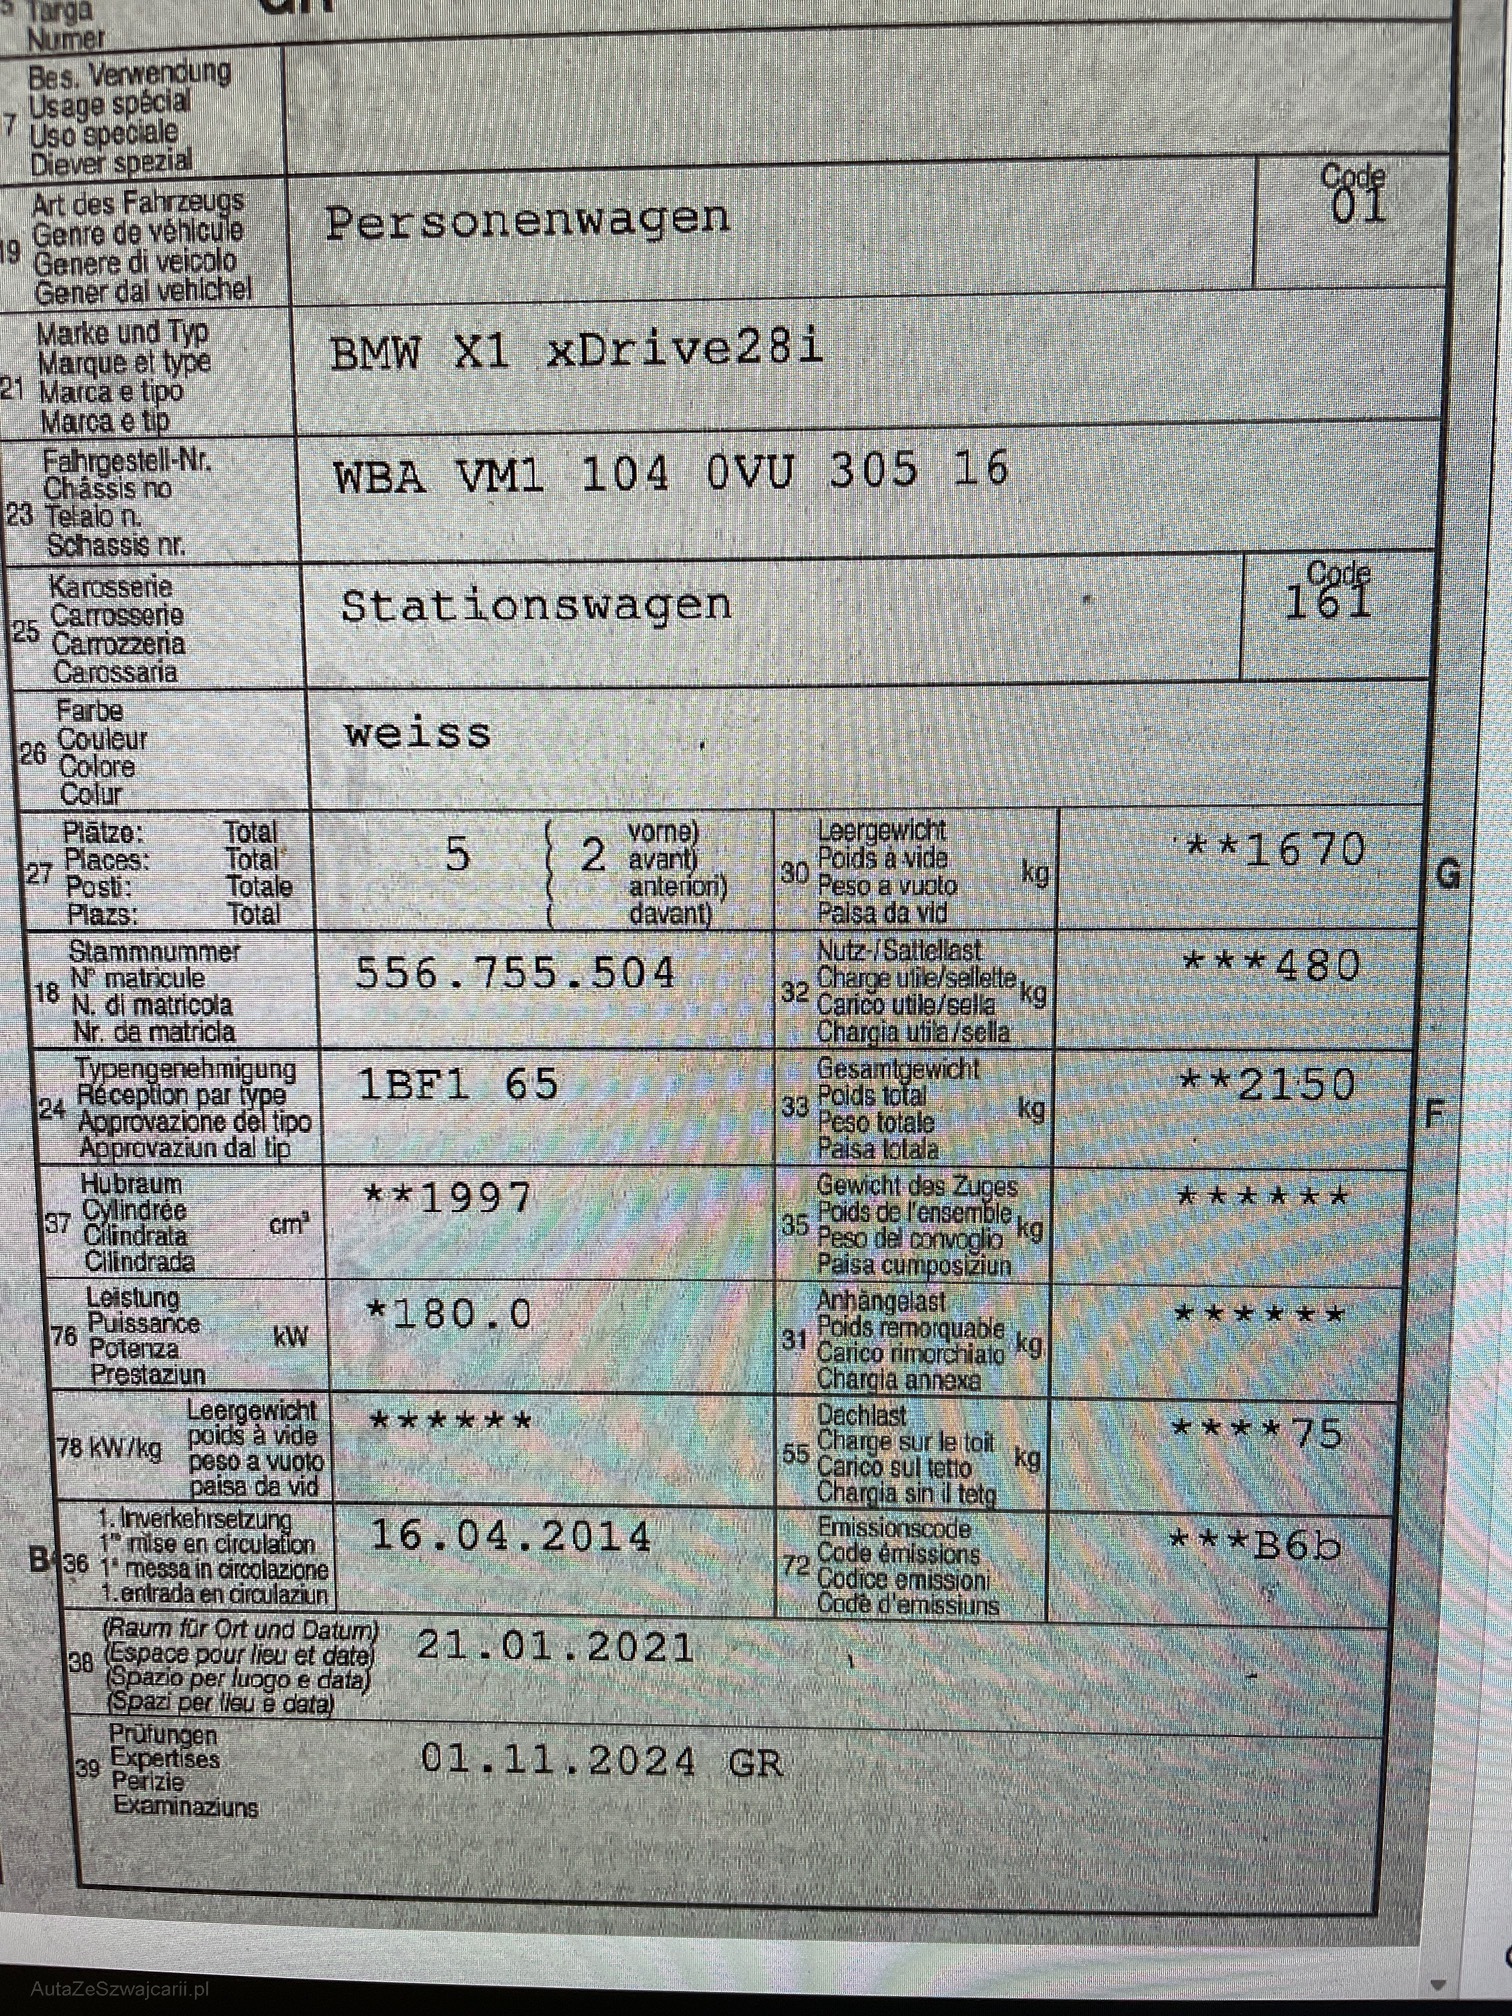 Targa
Numer
7 Bes. Verwendung
Usage spécial
Uso speciale
Diever spezial
19 Art des Fahrzeugs
Genre de véhicule
Genere di veicolo
Gener dal vehichel
Personenwagen
Code
01
21 Marke und Typ
Marque et type
Marca e tipo
Marca e tip
BMW X1 xDrive28i
23 Fahrgestell-Nr.
Châssis no
Telaio n.
Schassis nr.
WBA VM1 104 0VU 305 16
25 Karosserie
Carrosserie
Carrozzeria
Carossaria
Stationswagen
Code
161
26 Farbe
Couleur
Colore
Colur
weiss
27 Plätze: Total
Places: Total
Posti: Totale
Plazs: Total
5 ( 2 vorne)
( avant)
( anteriori)
( davant)
30 Leergewicht
Poids à vide kg
Peso a vuoto
Paisa da vid
**1670
G
18 Stammnummer
N° matricule
N. di matricola
Nr. da matricla
556.755.504
32 Nutz-/Sattellast
Charge utile/sellette kg
Carico utile/sella
Chargia utila/sella
***480
24 Typengenehmigung
Réception par type
Approvazione del tipo
Approvaziun dal tip
1BF1 65
33 Gesamtgewicht
Poids total kg
Peso totale
Paisa totala
**2150
F
37 Hubraum
Cylindrée cm³
Cilindrata
Cilindrada
**1997
35 Gewicht des Zuges
Poids de l'ensemble kg
Peso del convoglio
Paisa cumposiziun
******
76 Leistung
Puissance kW
Potenza
Prestaziun
*180.0
31 Anhängelast
Poids remorquable kg
Carico rimorchiato
Chargia annexa
******
78 kW/kg Leergewicht
poids à vide
peso a vuoto
paisa da vid
******
55 Dachlast
Charge sur le toit kg
Carico sul tetto
Chargia sin il tetg
****75
B 36 1. Inverkehrsetzung
1re mise en circulation
1a messa in circolazione
1. entrada en circulaziun
16.04.2014
72 Emissionscode
Code émissions
Codice emissioni
Code d'emissiuns
***B6b
38 (Raum für Ort und Datum)
(Espace pour lieu et date)
(Spazio per luogo e data)
(Spazi per lieu e data)
21.01.2021
39 Prüfungen
Expertises
Perizie
Examinaziuns
01.11.2024 GR
AutaZeSzwajcarii.pl